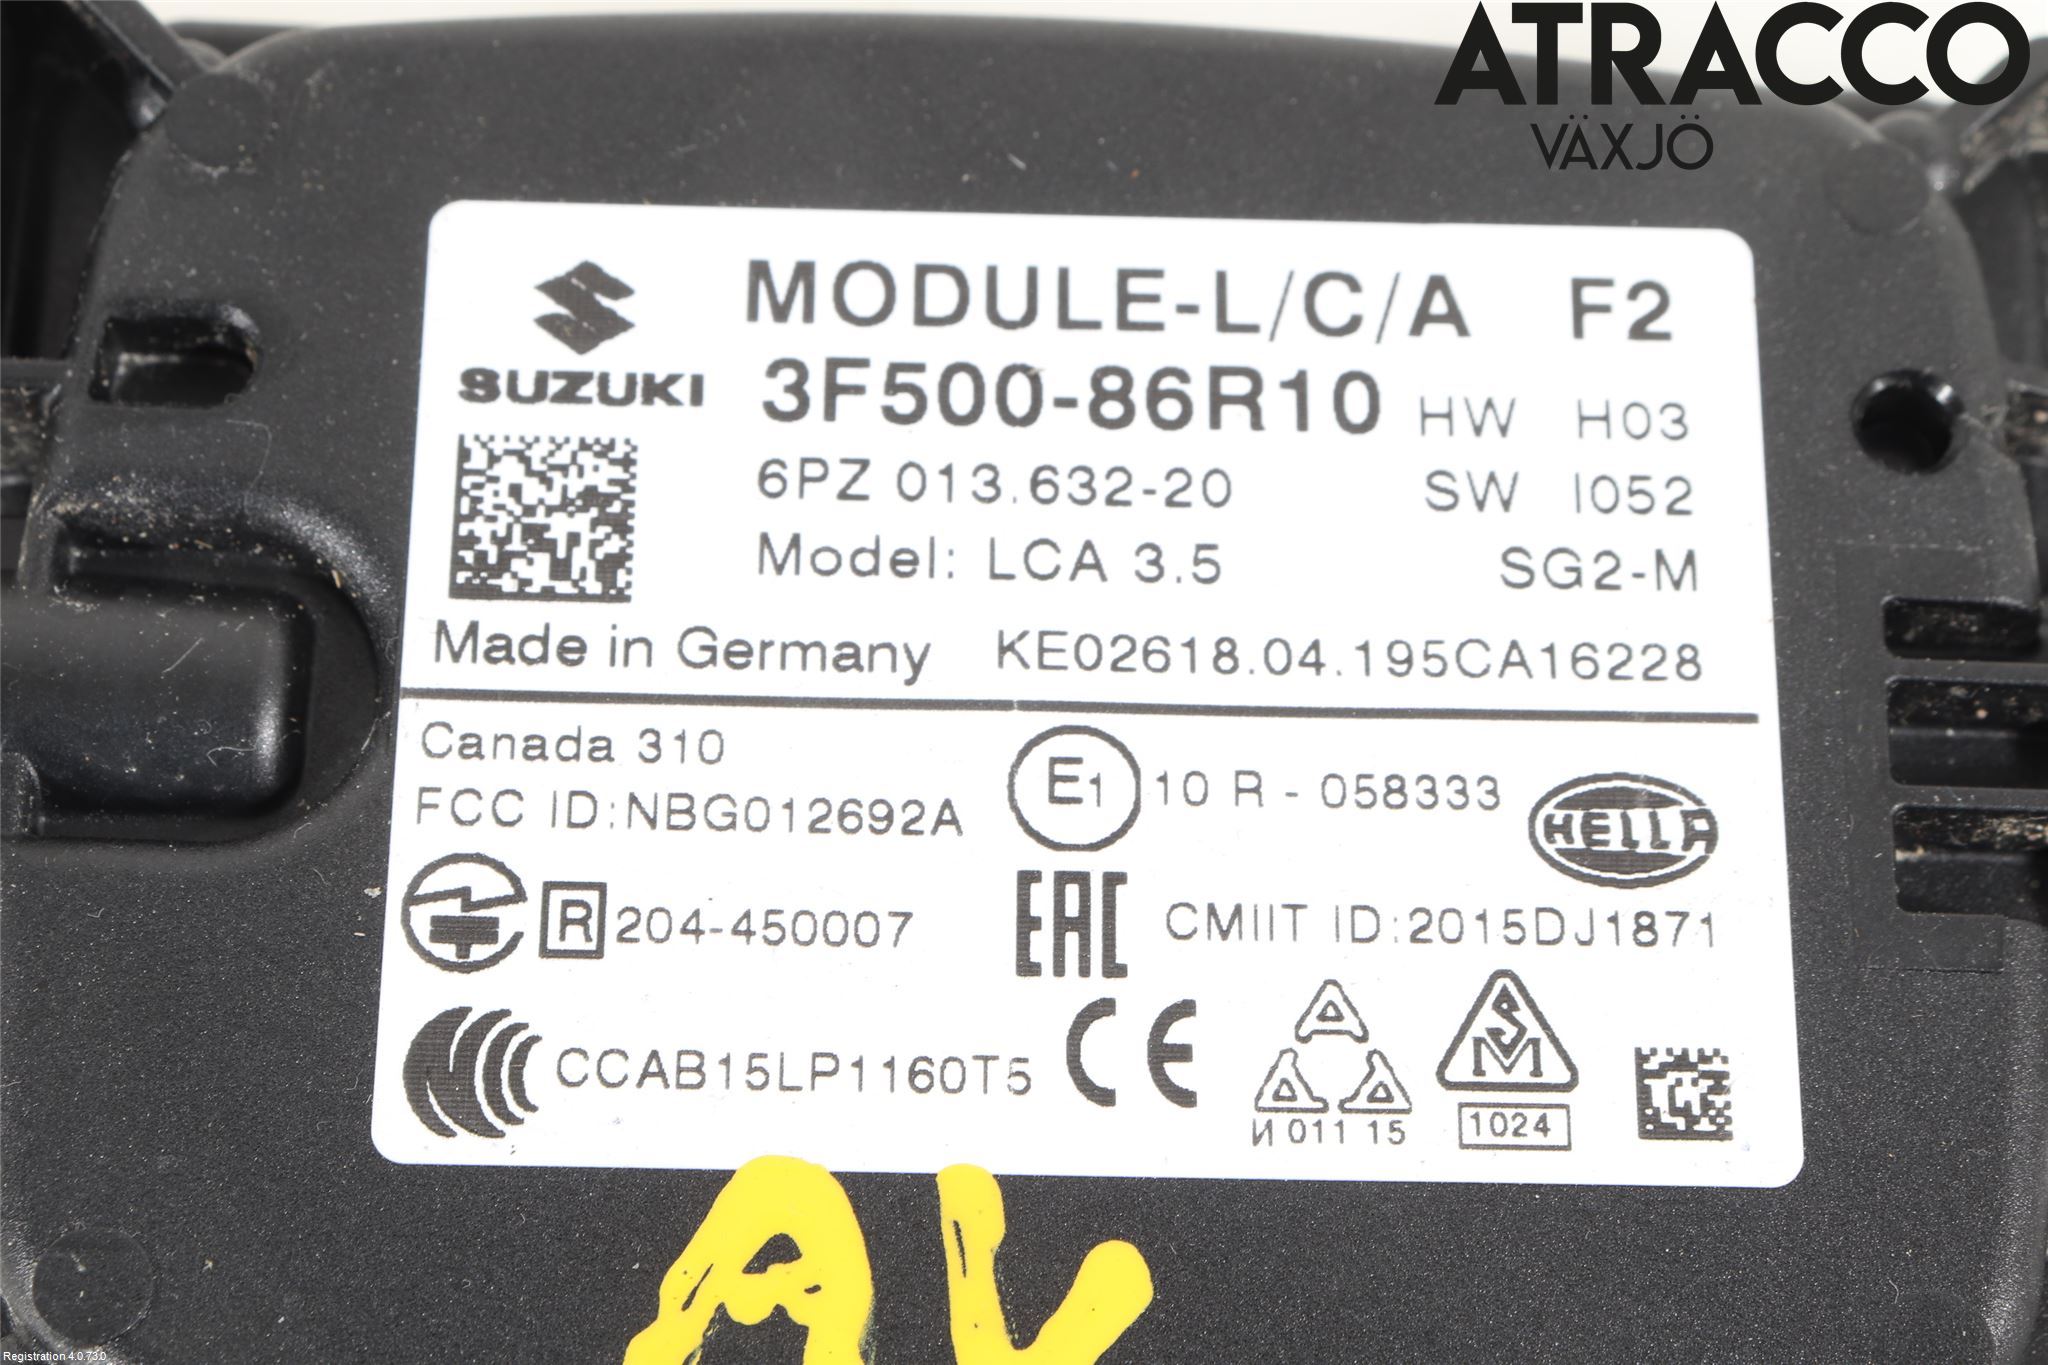 ATRACCO
VÄXJÖ
MODULE-L/C/A F2
SUZUKI
3F500-86R10 HW H03
6PZ 013.632-20 SW I052
Model: LCA 3.5 SG2-M
Made in Germany KE02618.04.195CA16228
Canada 310
FCC ID:NBG012692A
E1 10 R - 058333
HELLA
R 204-450007
EAC CMIIT ID:2015DJ1871
CCAB15LP1160T5 CE
И 011 15
SRM
1024
Registration 4.0.73.0